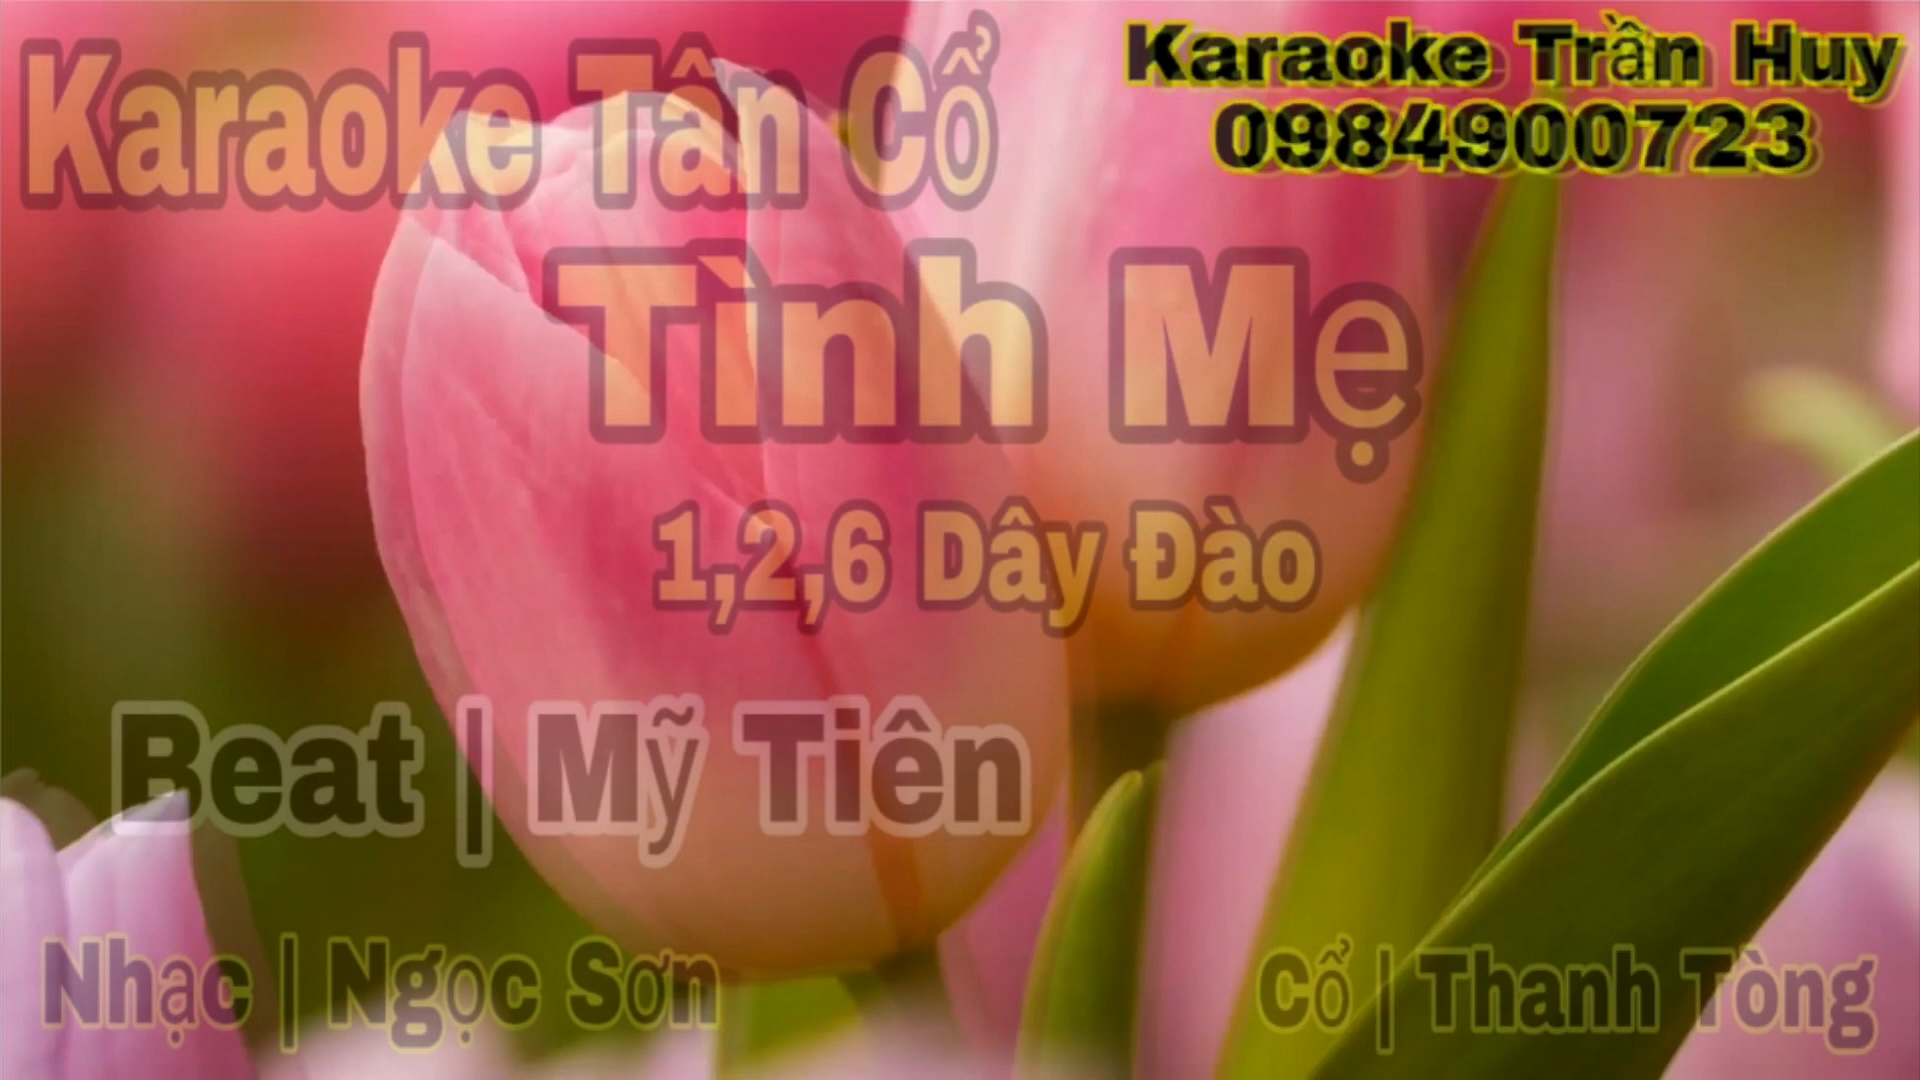 Karaoke Trần Huy
0984900723
Karaoke Tân Cổ
Tình Mẹ
1,2,6 Dây Đào
Beat | Mỹ Tiên
Nhạc | Ngọc Sơn
Cổ | Thanh Tòng